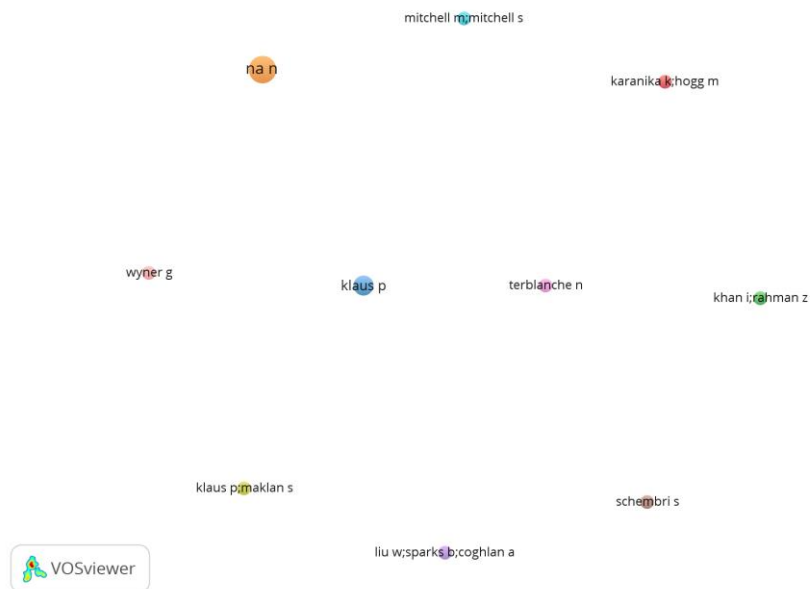 mitchell m;mitchell s
na n
karanika k;hogg m
wyner g
klaus p
terblanche n
khan i;rahman z
klaus p;maklan s
schembri s
liu w;sparks b;coghlan a
VOSviewer